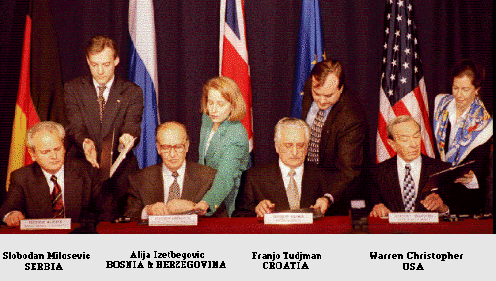 Slobodan Milosevic
SERBIA
Alija Izetbegovic
BOSNIA & HERZEGOVINA
Franjo Tudjman
CROATIA
Warren Christopher
USA